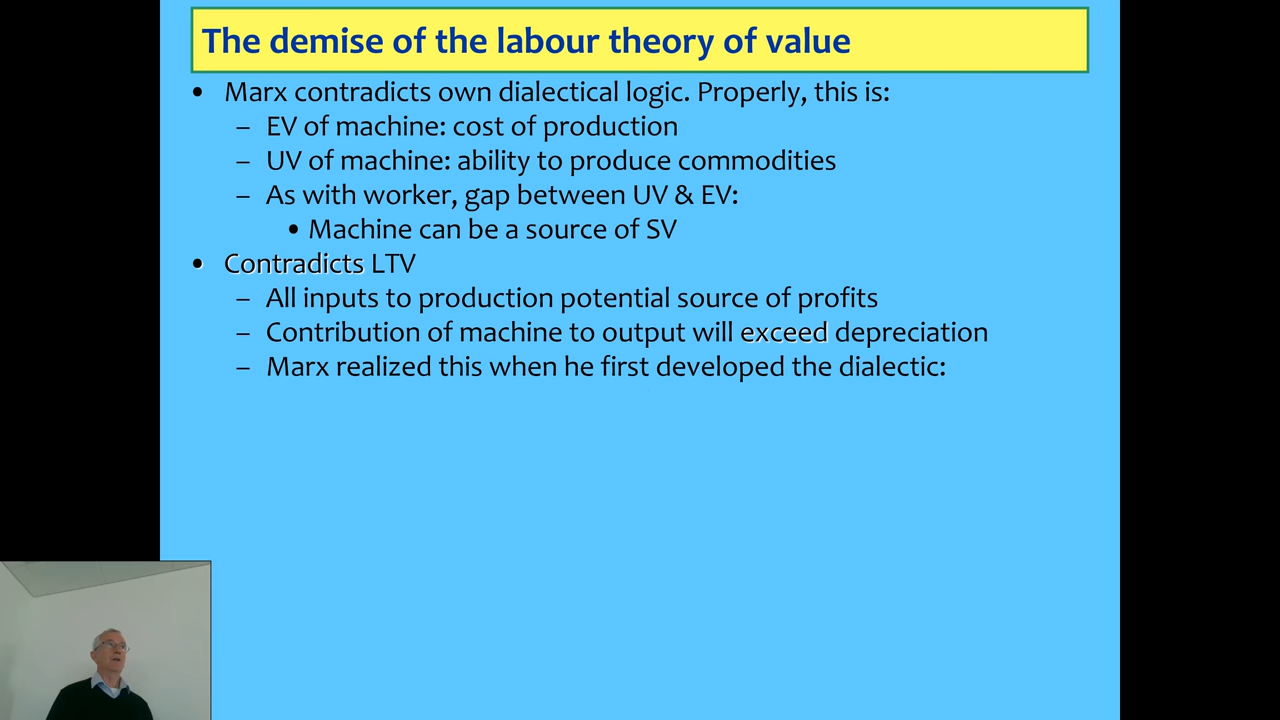 The demise of the labour theory of value
• Marx contradicts own dialectical logic. Properly, this is:
– EV of machine: cost of production
– UV of machine: ability to produce commodities
– As with worker, gap between UV & EV:
• Machine can be a source of SV
• Contradicts LTV
– All inputs to production potential source of profits
– Contribution of machine to output will exceed depreciation
– Marx realized this when he first developed the dialectic: